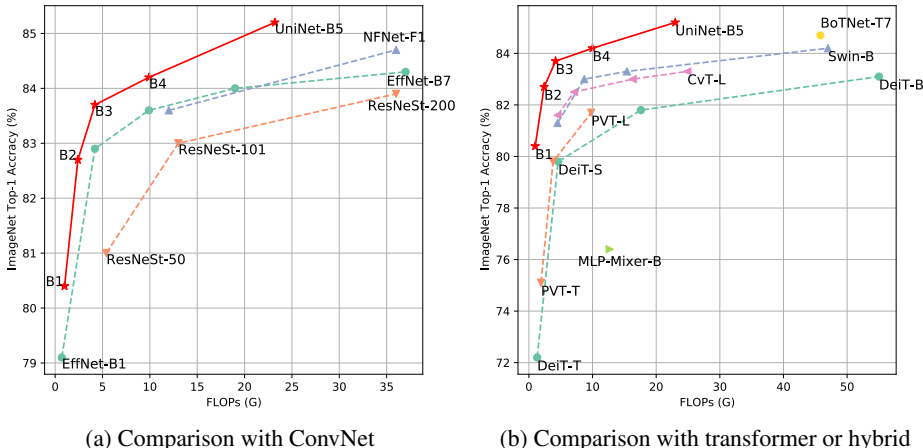 UniNet-B5
NFNet-F1
EffNet-B7
ResNeSt-200
B4
B3
B2
ResNeSt-101
ResNeSt-50
B1
EffNet-B1
85
84
83
82
81
80
79
0 5 10 15 20 25 30 35
FLOPs (G)
ImageNet Top-1 Accuracy (%)
(a) Comparison with ConvNet
UniNet-B5
BoTNet-T7
Swin-B
B4
B3
CvT-L
DeiT-B
B2
PVT-L
B1
DeiT-S
MLP-Mixer-B
PVT-T
DeiT-T
84
82
80
78
76
74
72
0 10 20 30 40 50
FLOPs (G)
ImageNet Top-1 Accuracy (%)
(b) Comparison with transformer or hybrid